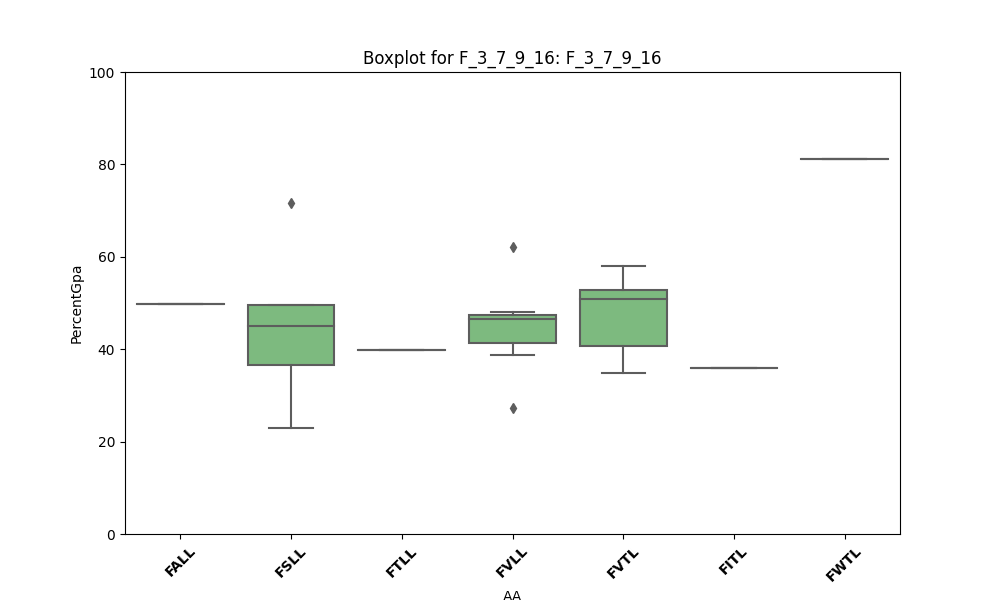 Boxplot for F_3_7_9_16: F_3_7_9_16
100
80
60
40
20
0
PercentGpa
FALL
FSLL
FTLL
FVLL
FVTL
FITL
FWTL
AA